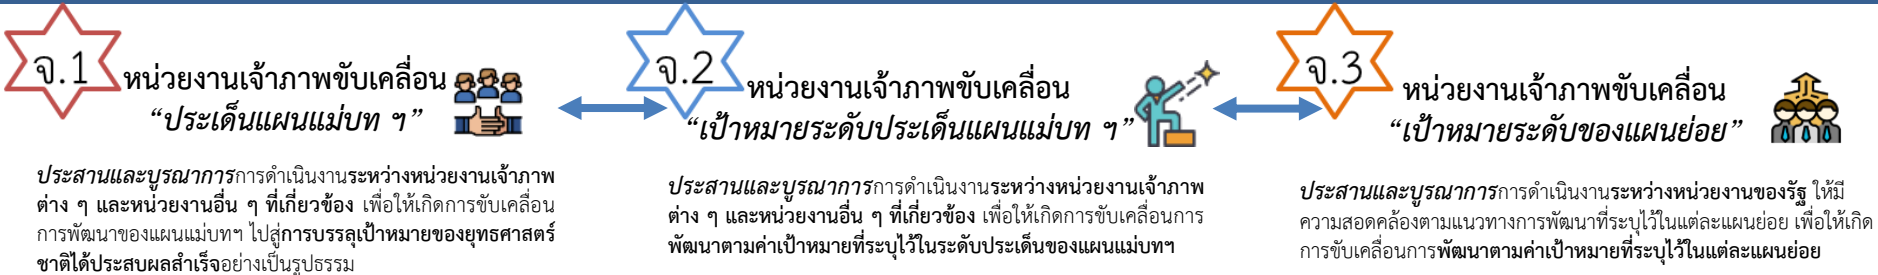 จ.1
หน่วยงานเจ้าภาพขับเคลื่อน
“ประเด็นแผนแม่บท ฯ”
ประสานและบูรณาการการดำเนินงานระหว่างหน่วยงานเจ้าภาพ
ต่าง ๆ และหน่วยงานอื่น ๆ ที่เกี่ยวข้อง เพื่อให้เกิดการขับเคลื่อน
การพัฒนาของแผนแม่บทฯ ไปสู่การบรรลุเป้าหมายของยุทธศาสตร์
ชาติได้ประสบผลสำเร็จอย่างเป็นรูปธรรม
จ.2
หน่วยงานเจ้าภาพขับเคลื่อน
“เป้าหมายระดับประเด็นแผนแม่บท ฯ”
ประสานและบูรณาการการดำเนินงานระหว่างหน่วยงานเจ้าภาพ
ต่าง ๆ และหน่วยงานอื่น ๆ ที่เกี่ยวข้อง เพื่อให้เกิดการขับเคลื่อนการ
พัฒนาตามค่าเป้าหมายที่ระบุไว้ในระดับประเด็นของแผนแม่บทฯ
จ.3
หน่วยงานเจ้าภาพขับเคลื่อน
“เป้าหมายระดับของแผนย่อย”
ประสานและบูรณาการการดำเนินงานระหว่างหน่วยงานของรัฐ ให้มี
ความสอดคล้องตามแนวทางการพัฒนาที่ระบุไว้ในแต่ละแผนย่อย เพื่อให้เกิด
การขับเคลื่อนการพัฒนาตามค่าเป้าหมายที่ระบุไว้ในแต่ละแผนย่อย